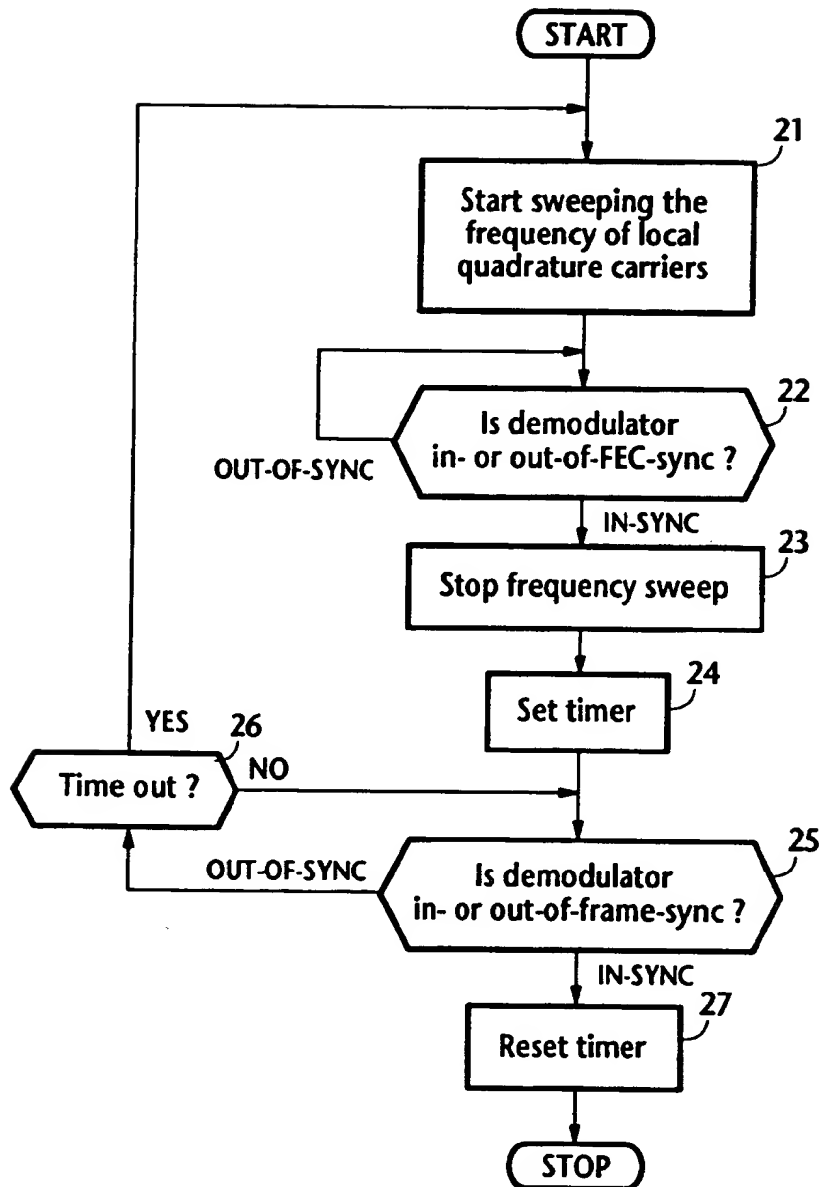 START
21
Start sweeping the
frequency of local
quadrature carriers
22
Is demodulator
in- or out-of-FEC-sync ?
OUT-OF-SYNC
IN-SYNC
23
Stop frequency sweep
24
Set timer
YES
26
Time out ?
NO
25
OUT-OF-SYNC
Is demodulator
in- or out-of-frame-sync ?
IN-SYNC
27
Reset timer
STOP